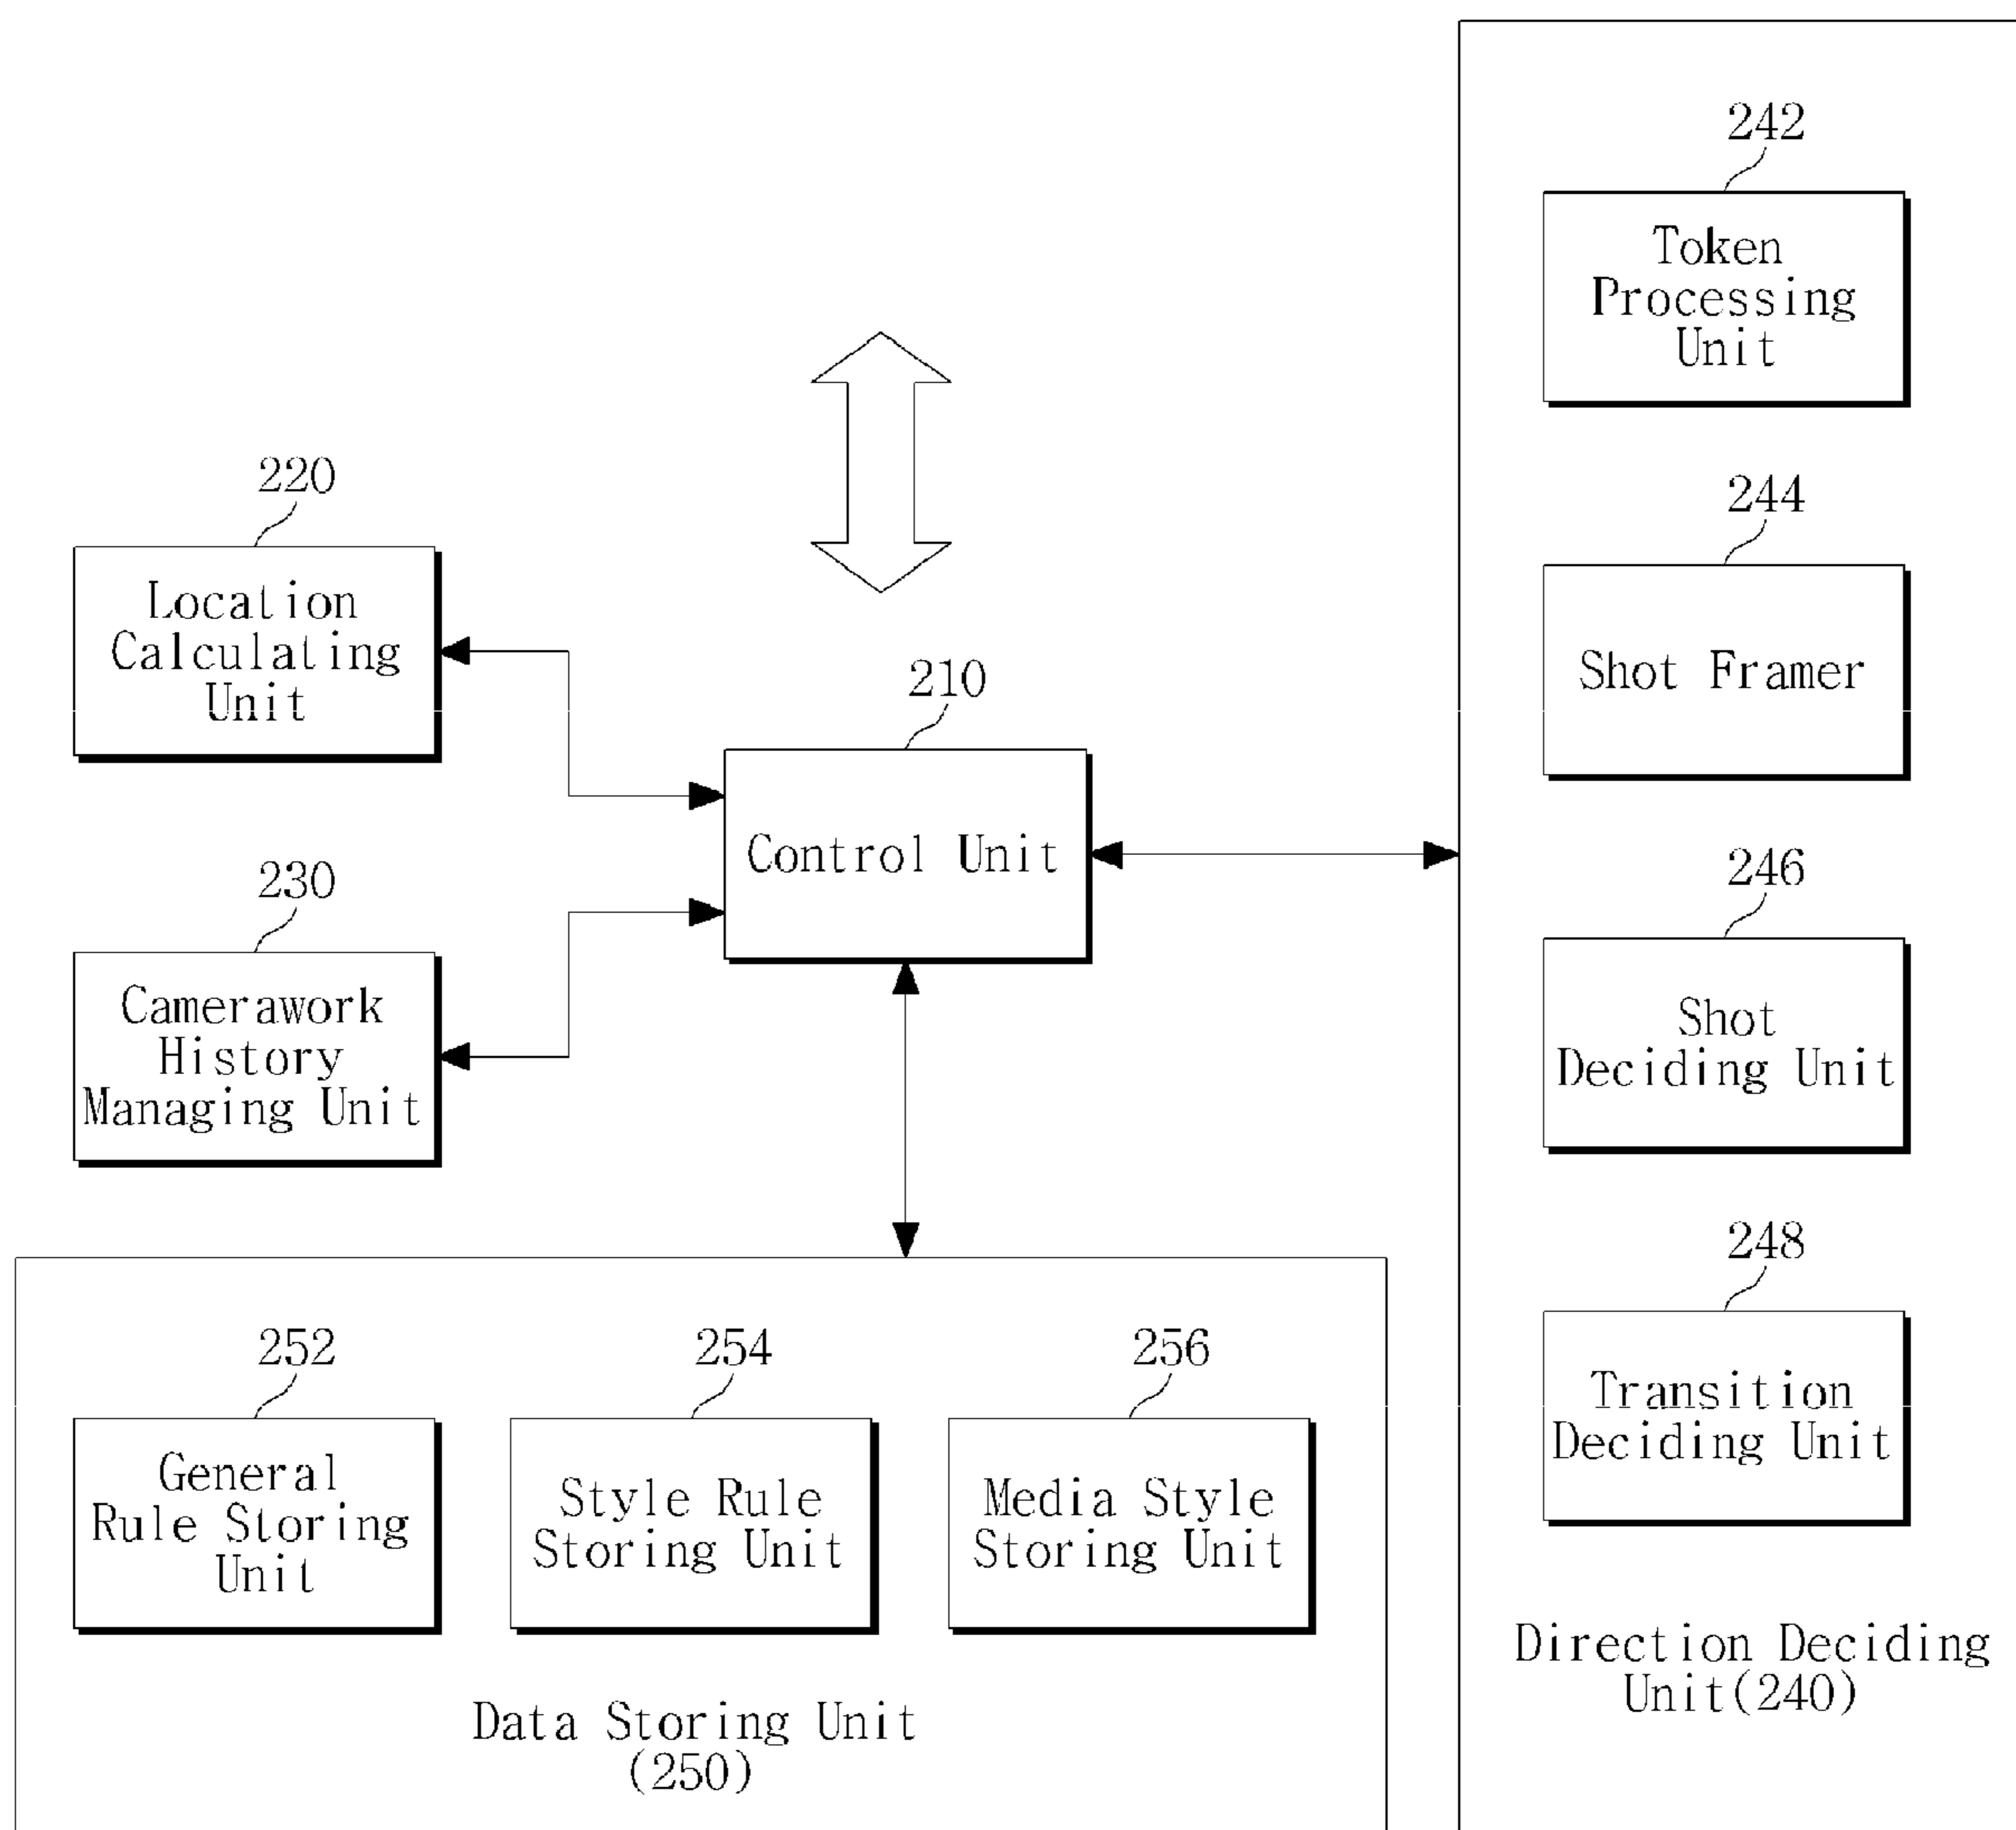 242
Token
Processing
Unit
220
Location
Calculating
Unit
244
Shot Framer
210
Control Unit
230
Camerawork
History
Managing Unit
246
Shot
Deciding Unit
248
Transition
Deciding Unit
252
General
Rule Storing
Unit
254
Style Rule
Storing Unit
256
Media Style
Storing Unit
Direction Deciding
Unit(240)
Data Storing Unit
(250)